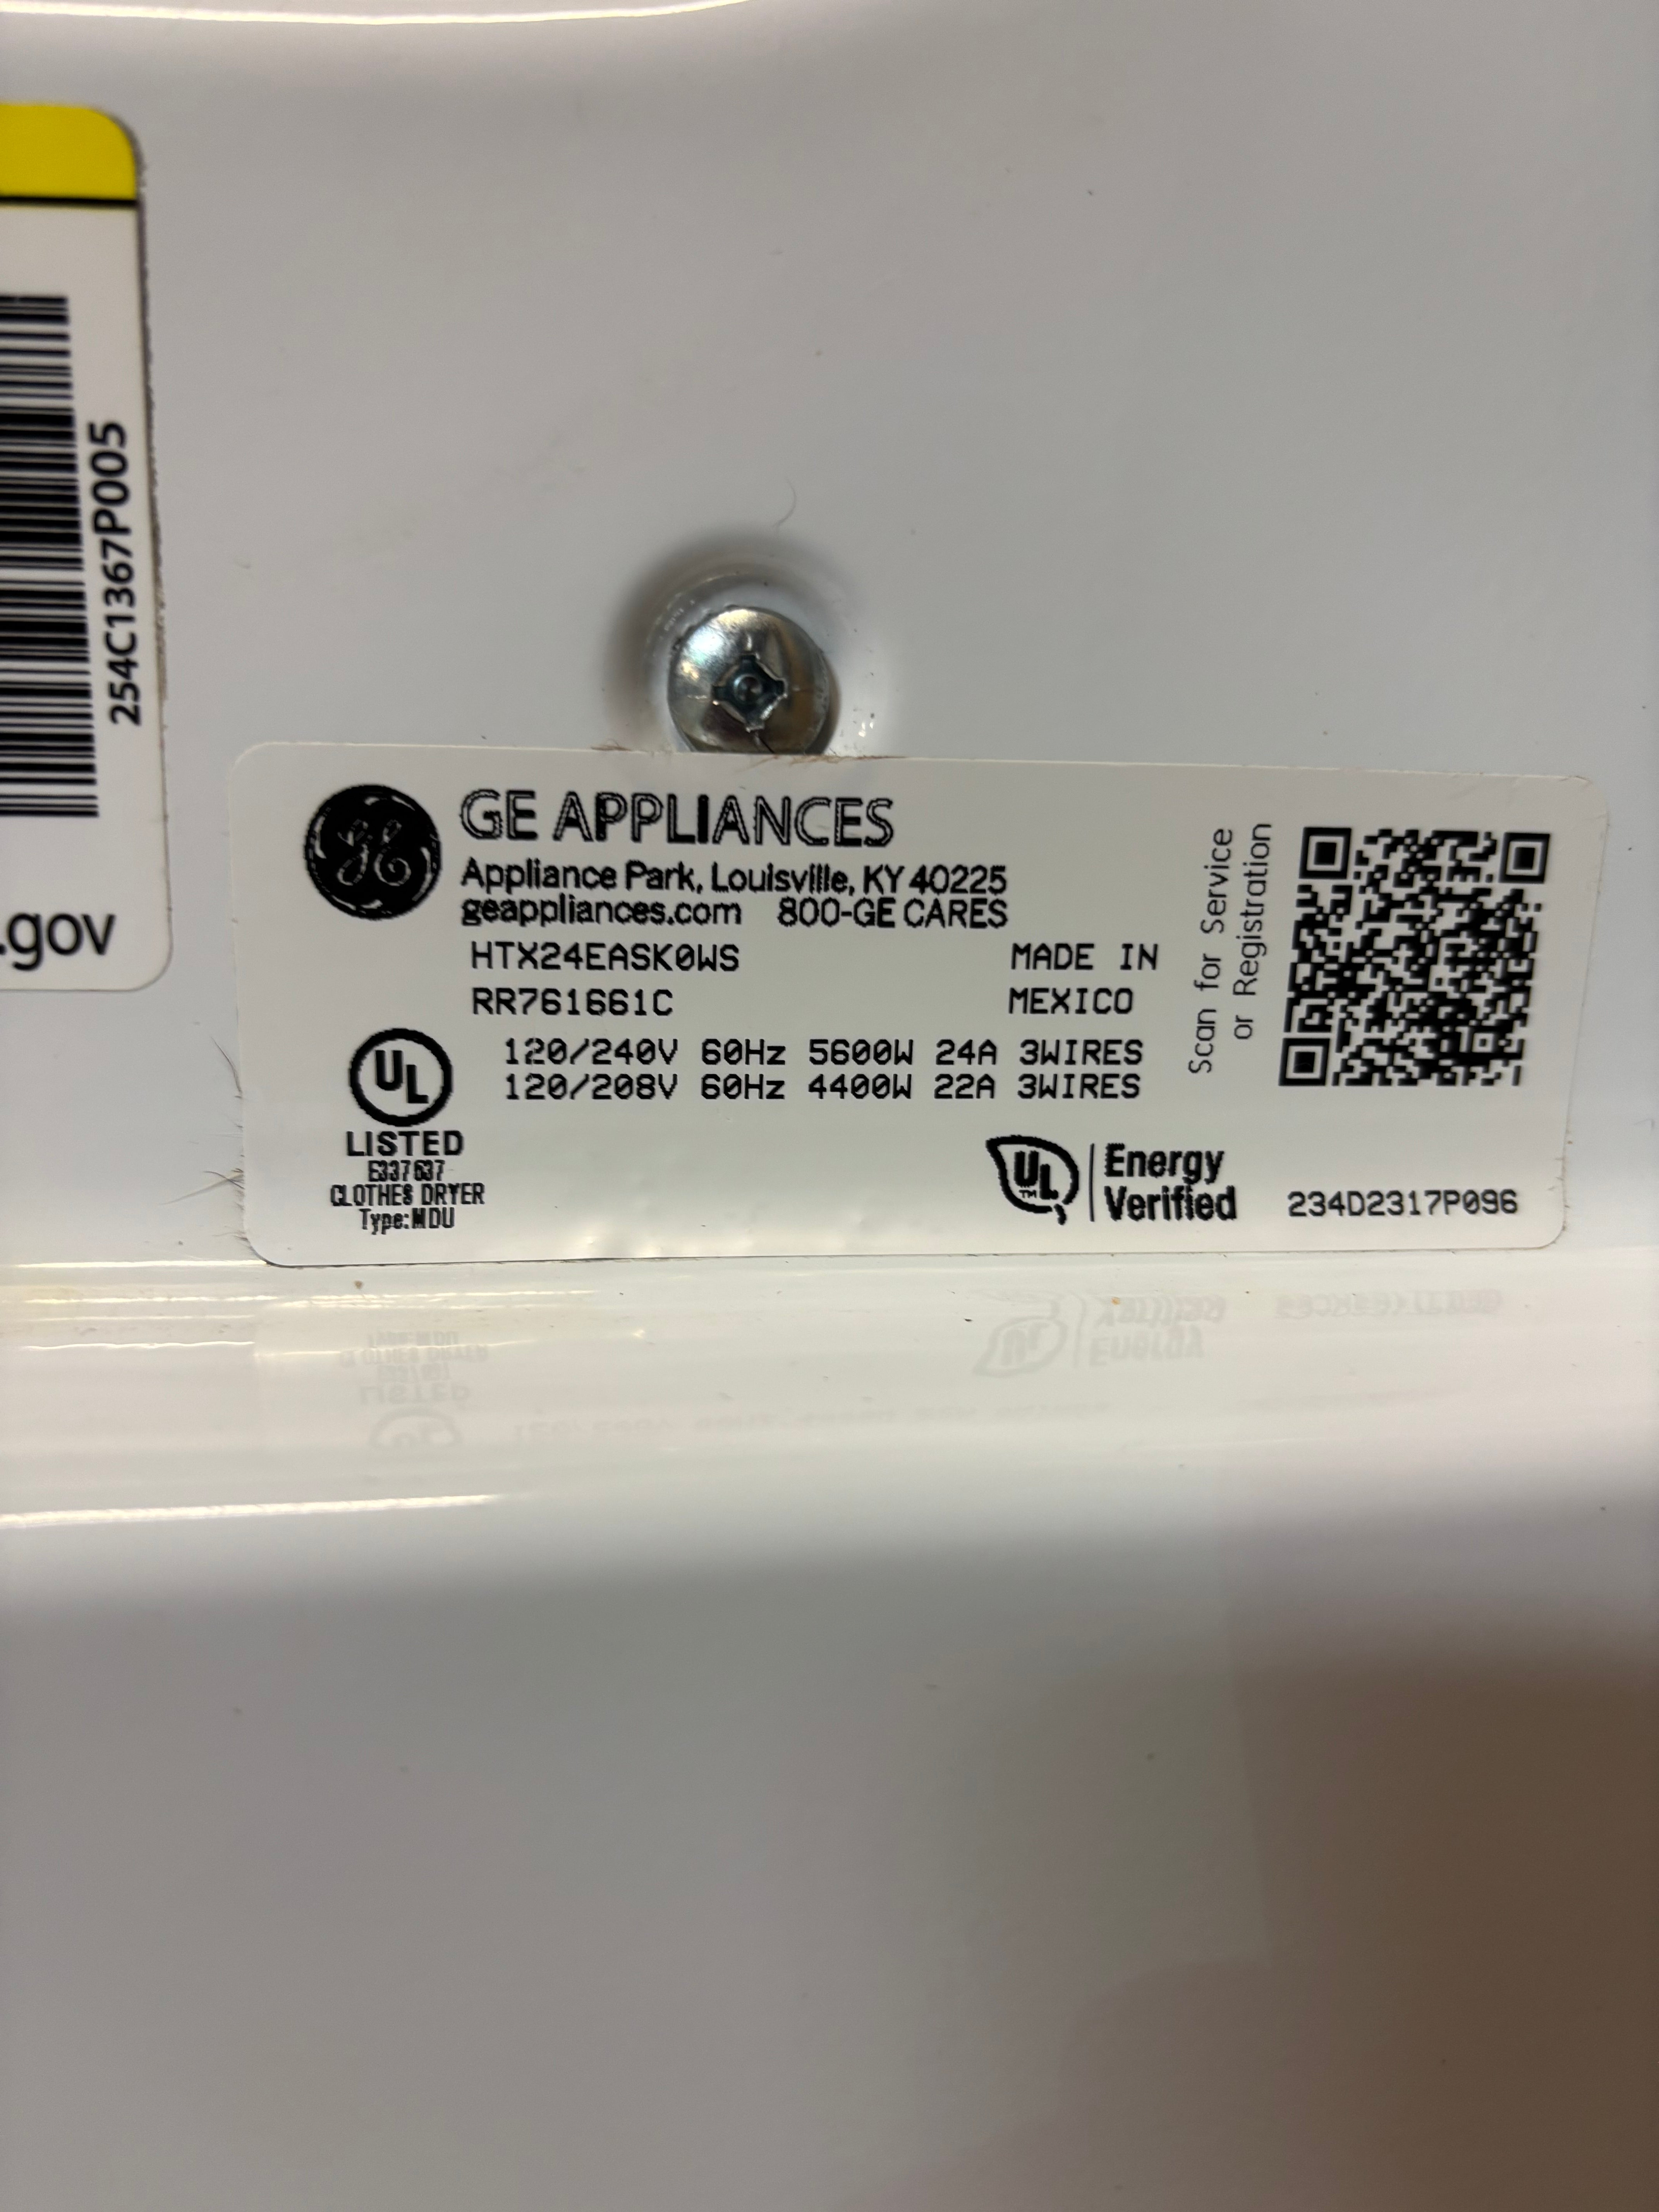 254C1367P005
.gov
GE APPLIANCES
Appliance Park, Louisville, KY 40225
geappliances.com 800-GE CARES
HTX24EASK0WS MADE IN
RR761661C MEXICO
120/240V 60Hz 5600W 24A 3WIRES
120/208V 60Hz 4400W 22A 3WIRES
Scan for Service
or Registration
UL
LISTED
E337637
CLOTHES DRYER
Type:MDU
UL TM
Energy
Verified
234D2317P096